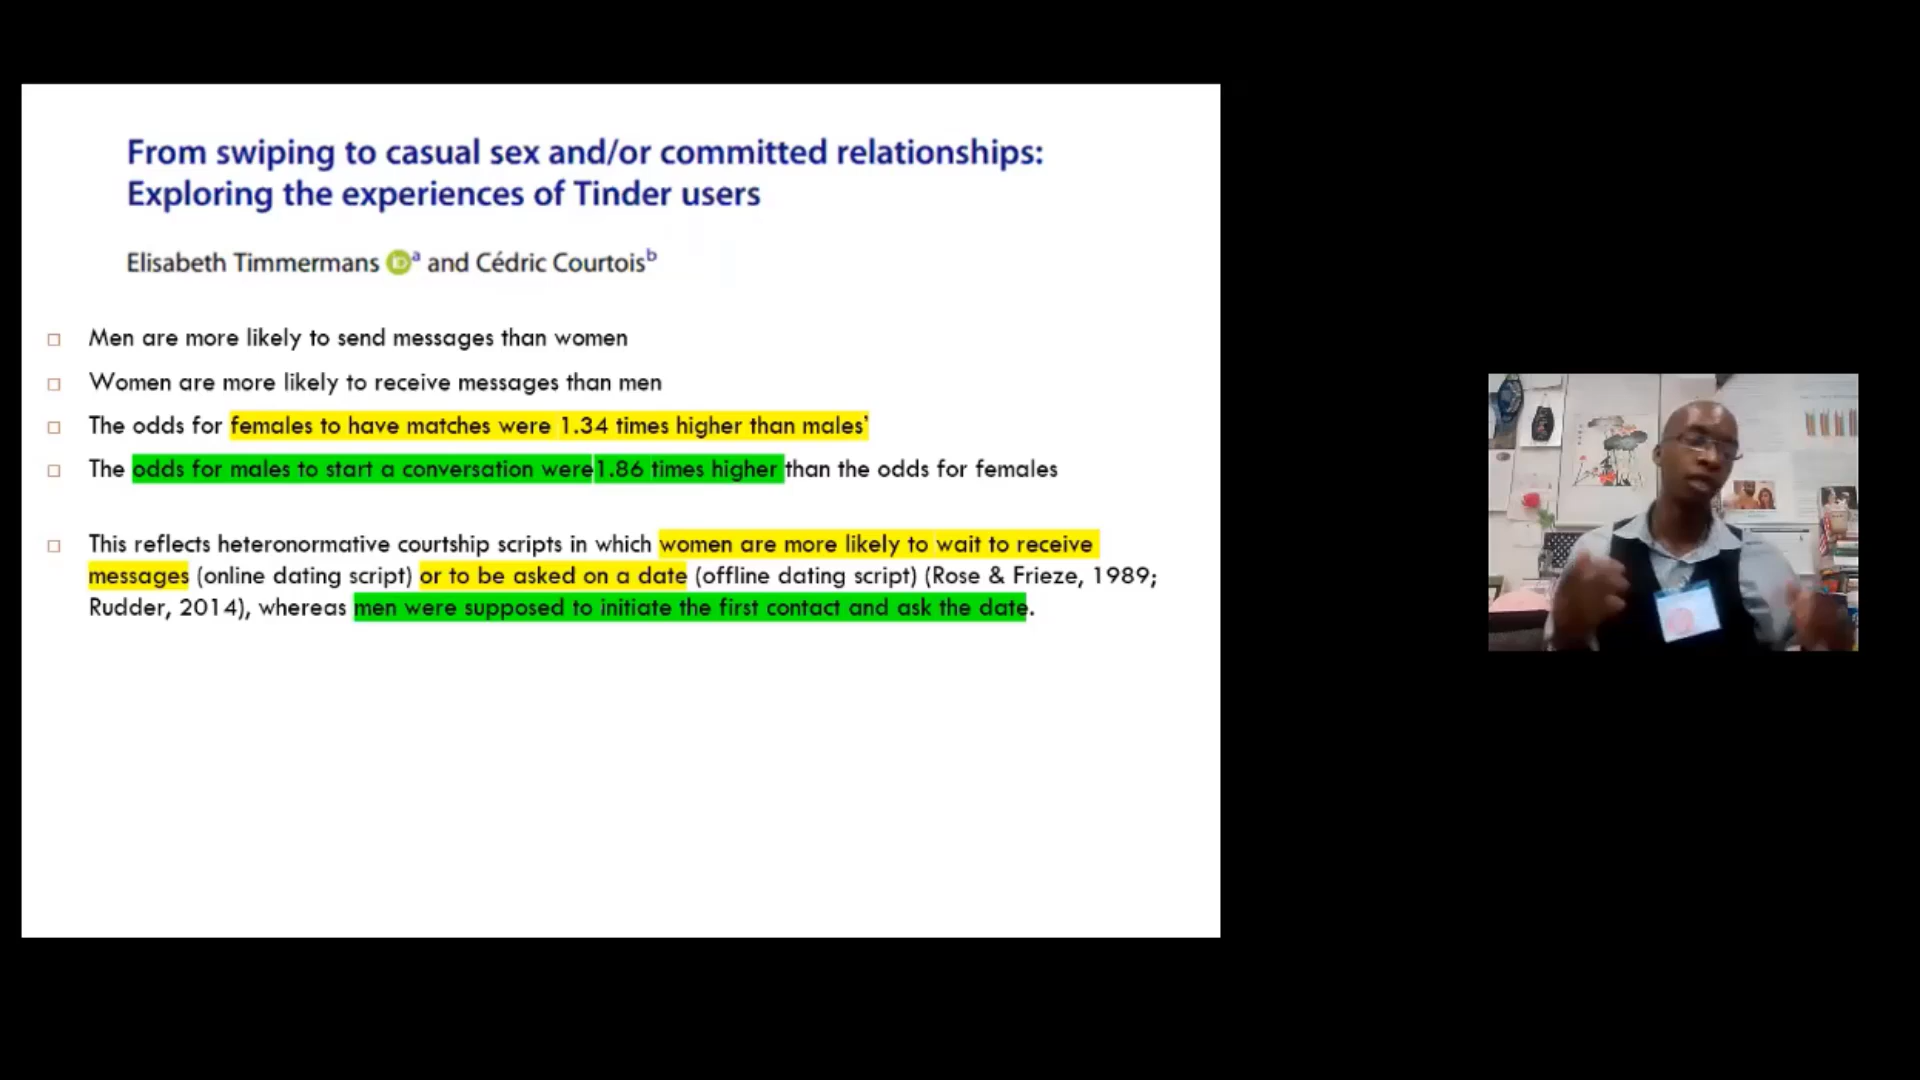 From swiping to casual sex and/or committed relationships:
Exploring the experiences of Tinder users
Elisabeth Timmermans iD a and Cédric Courtois b
Men are more likely to send messages than women
Women are more likely to receive messages than men
The odds for females to have matches were 1.34 times higher than males'
The odds for males to start a conversation were 1.86 times higher than the odds for females
This reflects heteronormative courtship scripts in which women are more likely to wait to receive
messages (online dating script) or to be asked on a date (offline dating script) (Rose & Frieze, 1989;
Rudder, 2014), whereas men were supposed to initiate the first contact and ask the date.